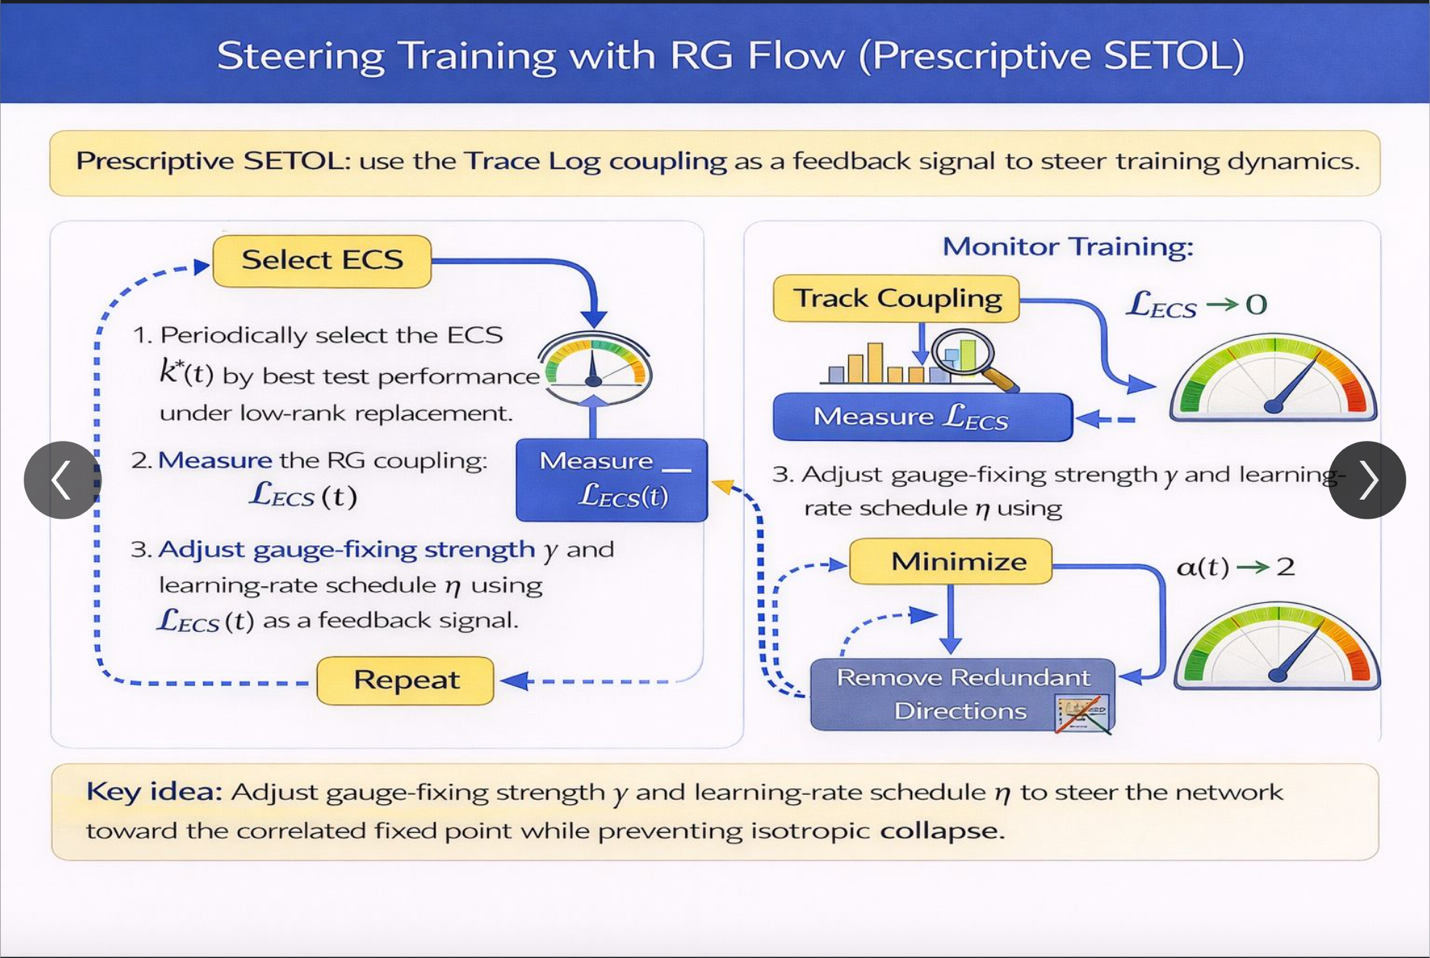 Steering Training with RG Flow (Prescriptive SETOL)
Prescriptive SETOL: use the Trace Log coupling as a feedback signal to steer training dynamics.
Select ECS
1. Periodically select the ECS
k*(t) by best test performance
under low-rank replacement.
2. Measure the RG coupling:
ℒECS (t)
Measure __
ℒECS(t)
3. Adjust gauge-fixing strength γ and
learning-rate schedule η using
ℒECS (t) as a feedback signal.
Repeat
Monitor Training:
Track Coupling
ℒECS → 0
Measure ℒECS
3. Adjust gauge-fixing strength γ and learning-
rate schedule η using
Minimize
α(t) → 2
Remove Redundant
Directions
Key idea: Adjust gauge-fixing strength γ and learning-rate schedule η to steer the network
toward the correlated fixed point while preventing isotropic collapse.